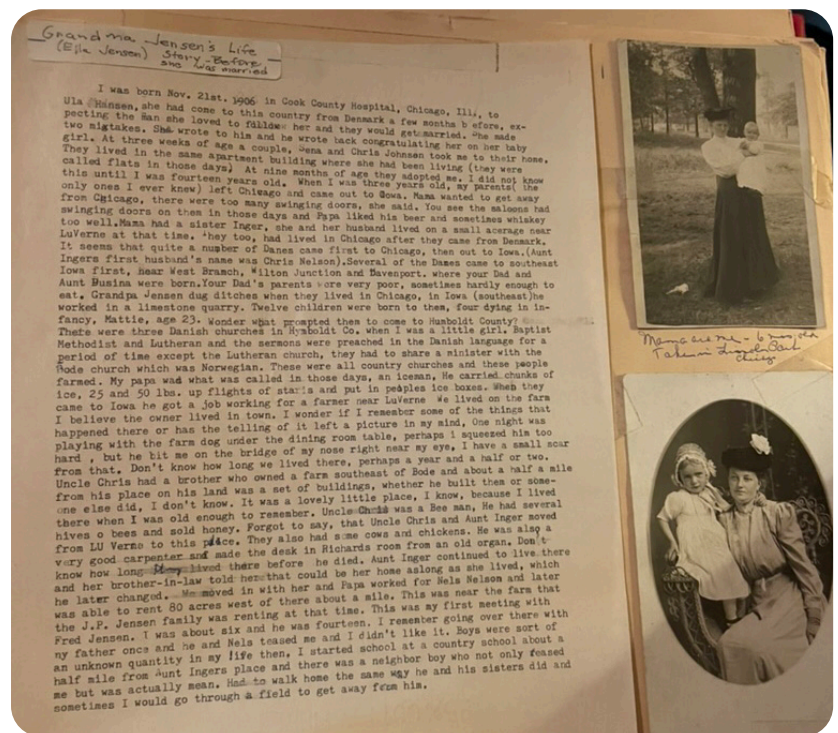 Grandma Jensen's Life
(Ella Jensen) Story - Before
she was married
I was born Nov. 21st. 1906 in Cook County Hospital, Chicago, Ill., to
Ula Hansen, she had come to this country from Denmark a few months b efore, ex-
pecting the man she loved to follow her and they would get married. She made
two mistakes. She wrote to him and he wrote back congratulating her on her baby
girl. At three weeks of age a couple, Sena and Chris Johnson took me to their home.
They lived in the same apartment building where she had been living (they were
called flats in those days) At nine months of age they adopted me. I did not know
this until I was fourteen years old. When I was three years old, my parents( the
only ones I ever knew) left Chicago and came out to Iowa. Mama wanted to get away
from Chicago, there were too many swinging doors, she said. You see the saloons had
swinging doors on them in those days and Papa liked his beer and sometimes whiskey
too well.Mama had a sister Inger, she and her husband lived on a small acerage near
LuVerne at that time. They too, had lived in Chicago after they came from Denmark.
It seems that quite a number of Danes came first to Chicago, then out to Iowa.(Aunt
Ingers first husband's name was Chris Nelson).Several of the Danes came to southeast
Iowa first, near West Branch, Wilton Junction and Davenport. where your Dad and
Aunt Dusina were born.Your Dad's parents were very poor, sometimes hardly enough to
eat. Grandpa Jensen dug ditches when they lived in Chicago, in Iowa (southeast)he
worked in a limestone quarry. Twelve children were born to them, four dying in in-
fancy, Mattie, age 23. Wonder what prompted them to come to Humboldt County?
There were three Danish churches in Humboldt Co. when I was a little girl. Baptist
Methodist and Lutheran and the sermons were preached in the Danish language for a
period of time except the Lutheran church, they had to share a minister with the
Bode church which was Norwegian. These were all country churches and these people
farmed. My papa was what was called in those days, an iceman, He carried chunks of
ice, 25 and 50 lbs. up flights of stairs and put in peoples ice boxes. When they
came to Iowa he got a job working for a farmer near LuVerne We lived on the farm
I believe the owner lived in town. I wonder if I remember some of the things that
happened there or has the telling of it left a picture in my mind, One night was
playing with the farm dog under the dining room table, perhaps i squeezed him too
hard , but he bit me on the bridge of my nose right near my eye, I have a small scar
from that. Don't know how long we lived there, perhaps a year and a half or two.
Uncle Chris had a brother who owned a farm southeast of Bode and about a half a mile
from his place on his land was a set of buildings, whether he built them or some-
one else did, I don't know. It was a lovely little place, I know, because I lived
there when I was old enough to remember. Uncle Chris was a Bee man, He had several
hives o bees and sold honey. Forgot to say, that Uncle Chris and Aunt Inger moved
from LU Verne to this place. They also had some cows and chickens. He was also a
very good carpenter and made the desk in Richards room from an old organ. Don't
know how long they lived there before he died. Aunt Inger continued to live there
and her brother-in-law told her that could be her home aslong as she lived, which
he later changed. We moved in with her and Papa worked for Nels Nelson and later
was able to rent 80 acres west of there about a mile. This was near the farm that
the J.P. Jensen family was renting at that time. This was my first meeting with
Fred Jensen. I was about six and he was fourteen. I remember going over there with
my father once and he and Nels teased me and I didn't like it. Boys were sort of
an unknown quantity in my life then. I started school at a country school about a
half mile from Aunt Ingers place and there was a neighbor boy who not only teased
me but was actually mean. Had to walk home the same way he and his sisters did and
sometimes I would go through a field to get away from him.
Mama and me - 6 mos. old
Taken in Lincoln Park
Chicago